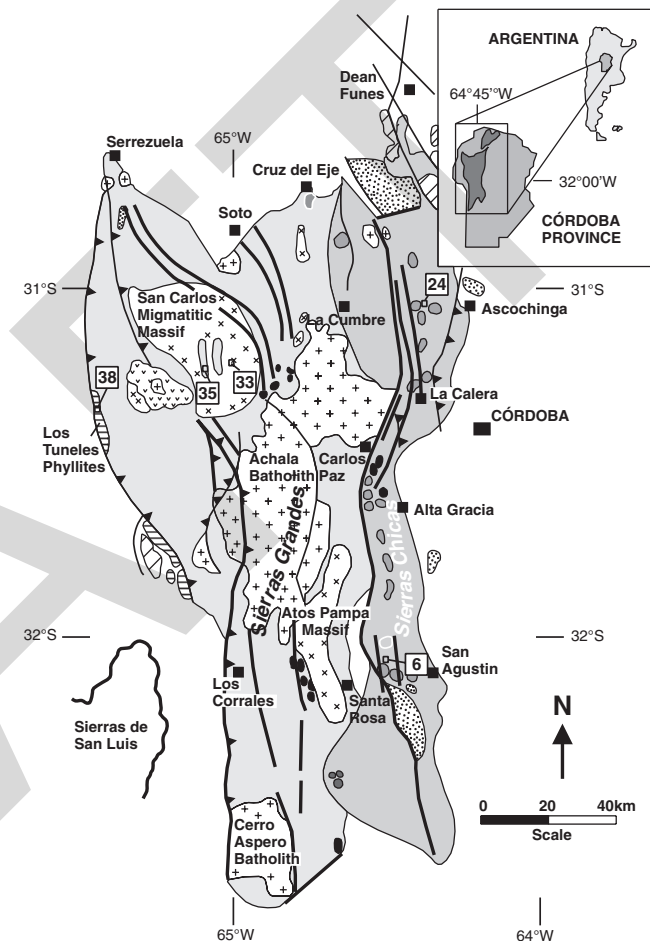 ARGENTINA
Dean
Funes
64°45'°W
Serrezuela
65°W
Cruz del Eje
32°00'W
Soto
CÓRDOBA
PROVINCE
31°S
31°S
24
San Carlos
Migmatitic
Massif
La Cumbre
Ascochinga
38
35
33
La Calera
CÓRDOBA
Los
Tuneles
Phyllites
Achala
Batholith
Carlos
Paz
Alta Gracia
Sierras Grandes
Sierras Chicas
Atos Pampa
Massif
32°S
32°S
6
San
Agustin
Los
Corrales
Santa
Rosa
Sierras de
San Luis
N
0 20 40km
Scale
Cerro
Aspero
Batholith
65°W
64°W